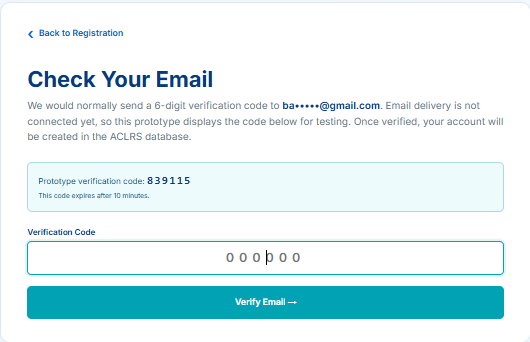 ‹ Back to Registration
Check Your Email
We would normally send a 6-digit verification code to ba•••••@gmail.com. Email delivery is not
connected yet, so this prototype displays the code below for testing. Once verified, your account will
be created in the ACLRS database.
Prototype verification code: 839115
This code expires after 10 minutes.
Verification Code
000000
Verify Email →